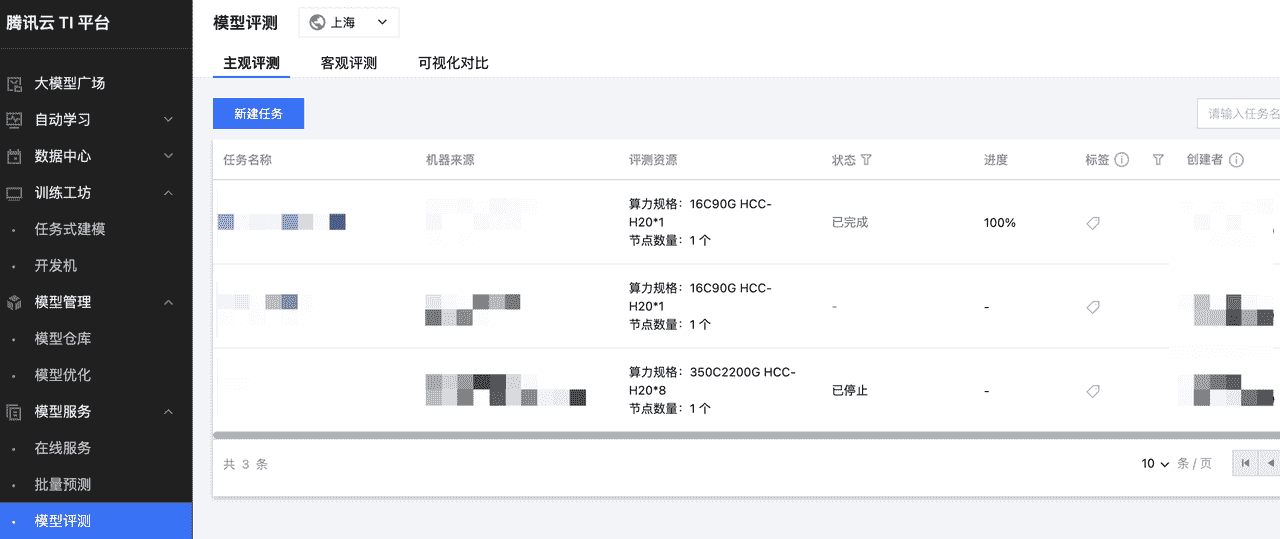 腾讯云 TI 平台
大模型广场
自动学习
数据中心
训练工坊
任务式建模
开发机
模型管理
模型仓库
模型优化
模型服务
在线服务
批量预测
模型评测
模型评测 上海
主观评测 客观评测 可视化对比
新建任务 请输入任务名
任务名称 机器来源 评测资源 状态 进度 标签 创建者
算力规格：16C90G HCC-
H20*1
节点数量：1 个
已完成 100%
算力规格：16C90G HCC-
H20*1
节点数量：1 个
- -
算力规格：350C2200G HCC-
H20*8
节点数量：1 个
已停止 -
共 3 条 10 条 / 页